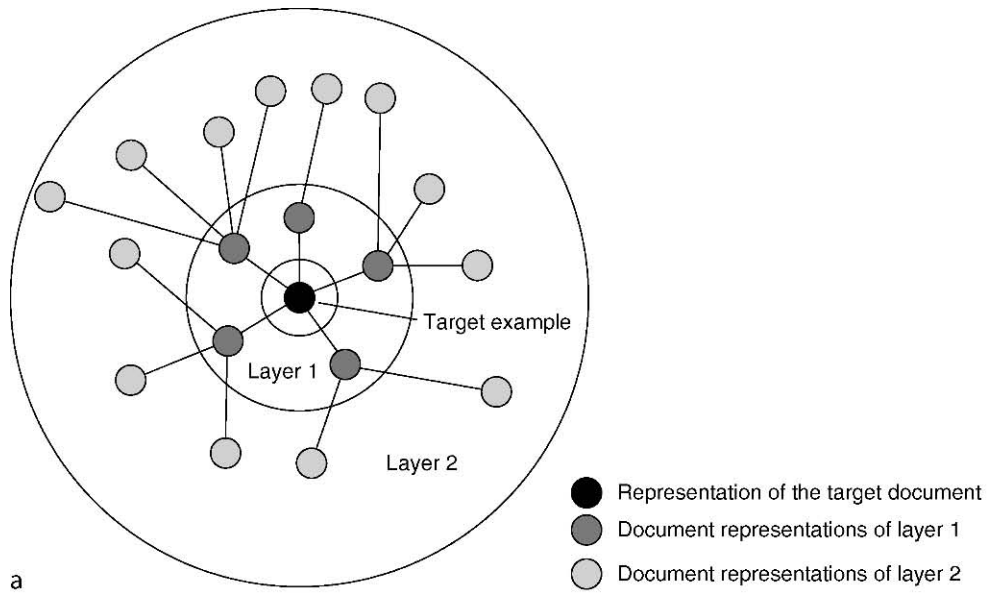 Target example
Layer 1
Layer 2
Representation of the target document
Document representations of layer 1
Document representations of layer 2
a